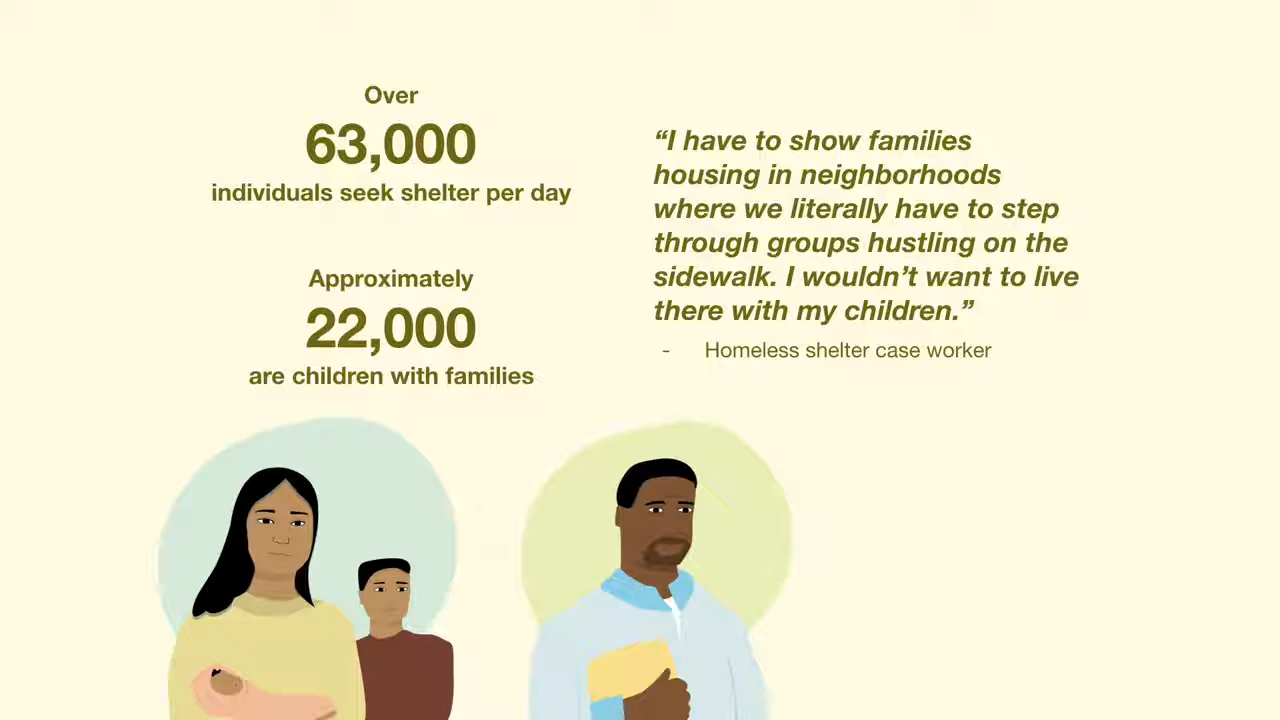 Over
63,000
individuals seek shelter per day
Approximately
22,000
are children with families
“I have to show families
housing in neighborhoods
where we literally have to step
through groups hustling on the
sidewalk. I wouldn’t want to live
there with my children.”
- Homeless shelter case worker